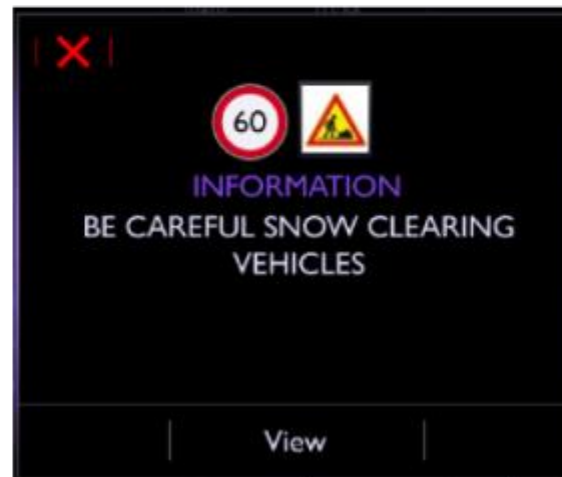 60
INFORMATION
BE CAREFUL SNOW CLEARING
VEHICLES
View